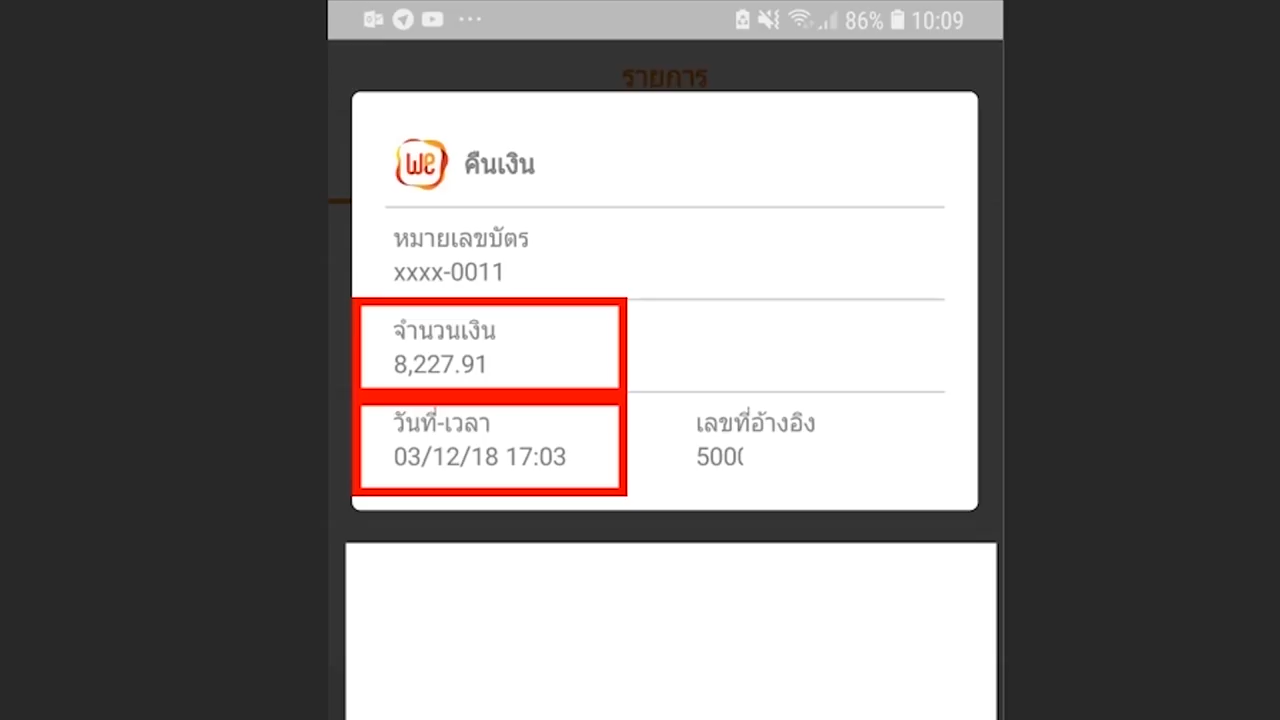 86% 10:09
รายการ
we คืนเงิน
หมายเลขบัตร
xxxx-0011
จำนวนเงิน
8,227.91
วันที่-เวลา
03/12/18 17:03
เลขที่อ้างอิง
500